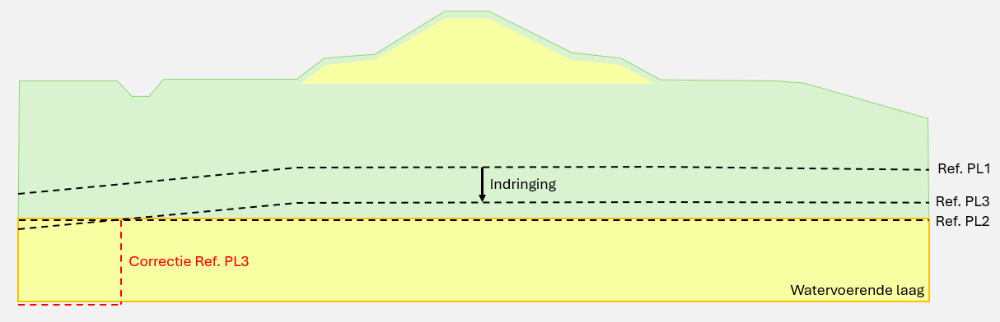 Ref. PL1
Indringing
Ref. PL3
Ref. PL2
Correctie Ref. PL3
Watervoerende laag